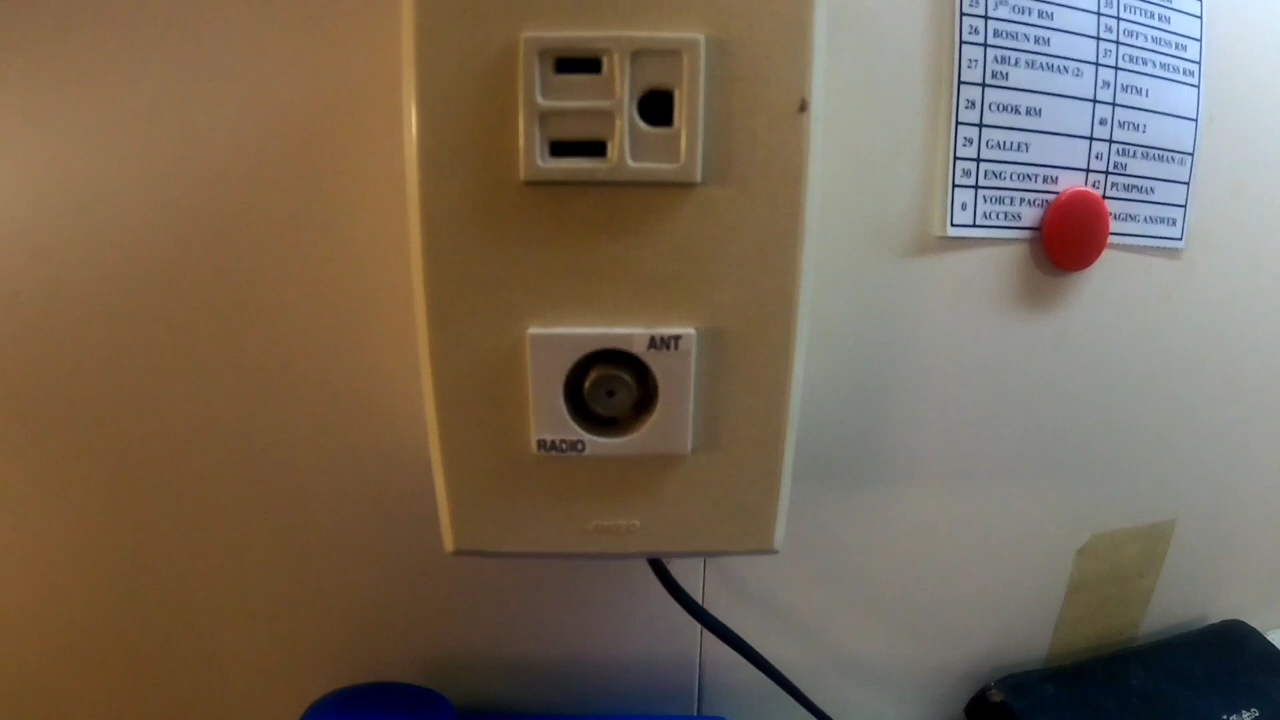 ANT
RADIO
25 3RD/OFF RM
35
36 FITTER RM
26 BOSUN RM
OFF'S MESS RM
27 ABLE SEAMAN (2) RM
37 CREW'S MESS RM
28 COOK RM
39 MTM 1
29 GALLEY
40 MTM 2
30 ENG CONT RM
41 ABLE SEAMAN (1) RM
0 ACCESS
42 PUMPMAN
VOICE
PAGING ANSWER